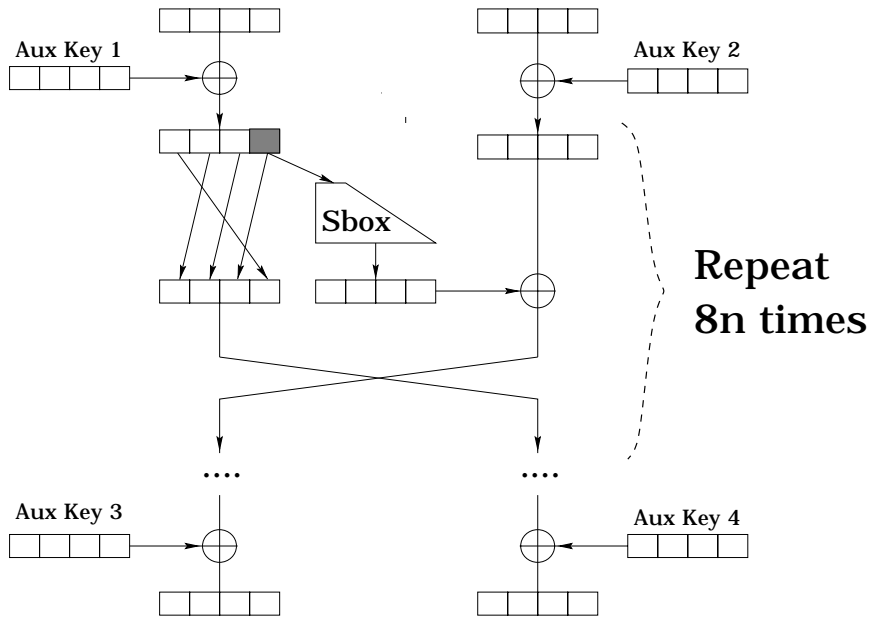 Aux Key 1
Aux Key 2
Sbox
Repeat
8n times
....
....
Aux Key 3
Aux Key 4